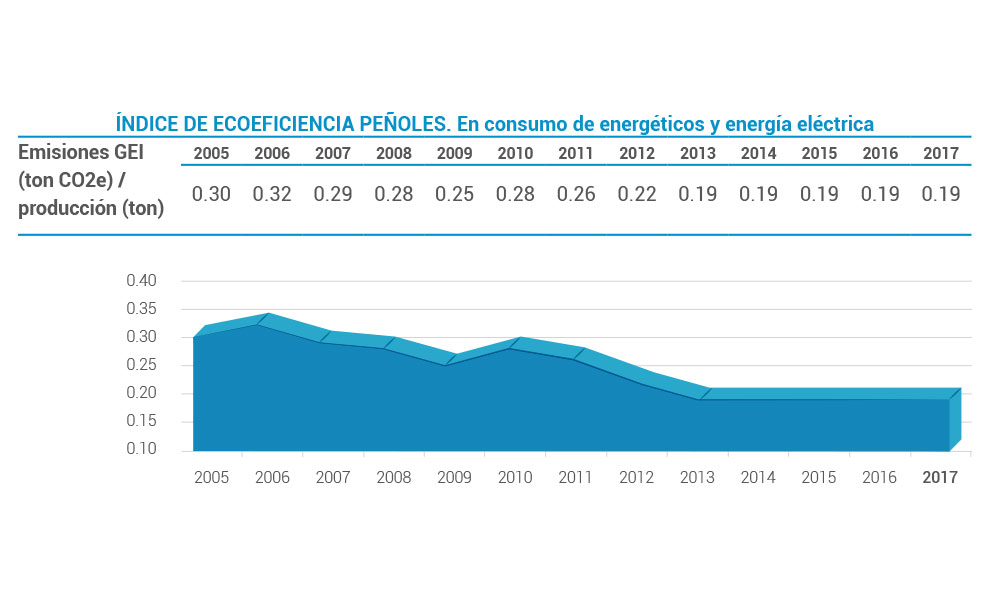 ÍNDICE DE ECOEFICIENCIA PEÑOLES. En consumo de energéticos y energía eléctrica
Emisiones GEI
(ton CO2e) /
producción (ton)
2005 2006 2007 2008 2009 2010 2011 2012 2013 2014 2015 2016 2017
0.30 0.32 0.29 0.28 0.25 0.28 0.26 0.22 0.19 0.19 0.19 0.19 0.19
0.40
0.35
0.30
0.25
0.20
0.15
0.10
2005 2006 2007 2008 2009 2010 2011 2012 2013 2014 2015 2016 2017